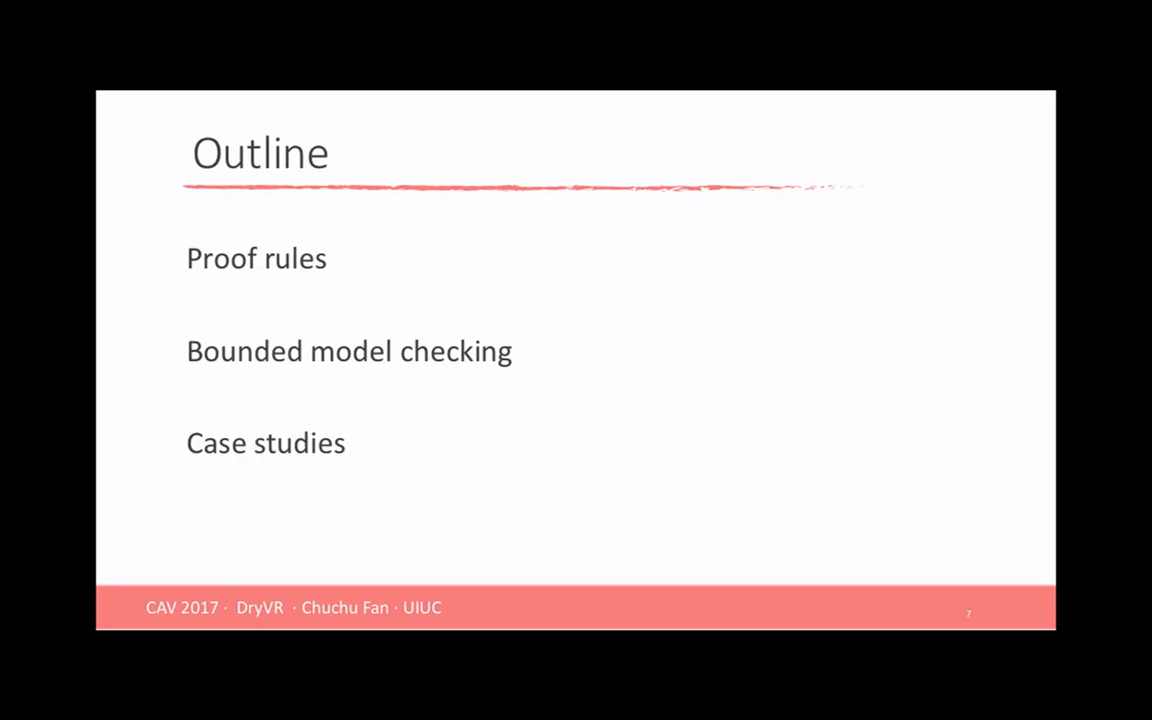 Outline
Proof rules
Bounded model checking
Case studies
CAV 2017 · DryVR · Chuchu Fan · UIUC
7